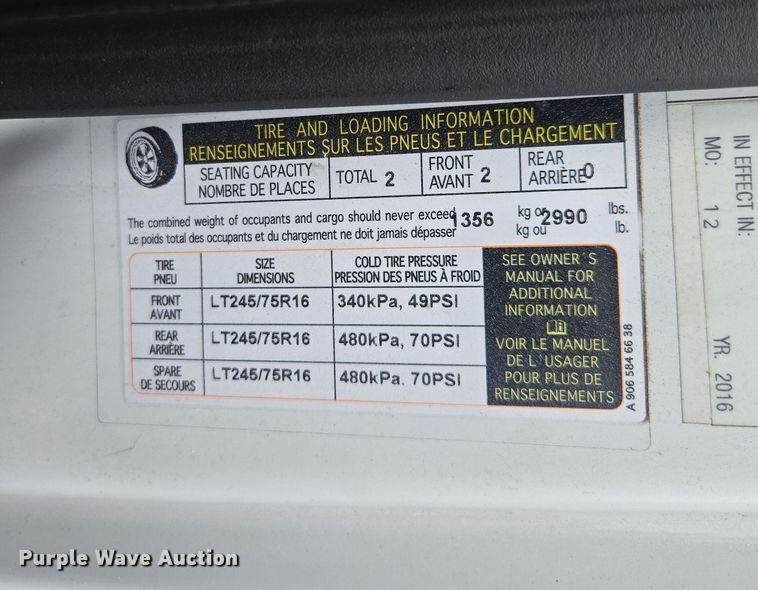 TIRE AND LOADING INFORMATION
RENSEIGNEMENTS SUR LES PNEUS ET LE CHARGEMENT
SEATING CAPACITY
NOMBRE DE PLACES
TOTAL 2
FRONT
AVANT 2
REAR
ARRIÈRE 0
The combined weight of occupants and cargo should never exceed 1356 kg or 2990 lbs.
Le poids total des occupants et du chargement ne doit jamais dépasser kg ou lb.
TIRE
PNEU
SIZE
DIMENSIONS
COLD TIRE PRESSURE
PRESSION DES PNEUS À FROID
FRONT
AVANT
LT245/75R16
340kPa, 49PSI
REAR
ARRIÈRE
LT245/75R16
480kPa, 70PSI
SPARE
DE SECOURS
LT245/75R16
480kPa. 70PSI
SEE OWNER´S
MANUAL FOR
ADDITIONAL
INFORMATION
VOIR LE MANUEL
DE L´USAGER
POUR PLUS DE
RENSEIGNEMENTS
A 906 584 66 38
IN EFFECT IN:
MO: 12 YR. 2016
Purple Wave Auction